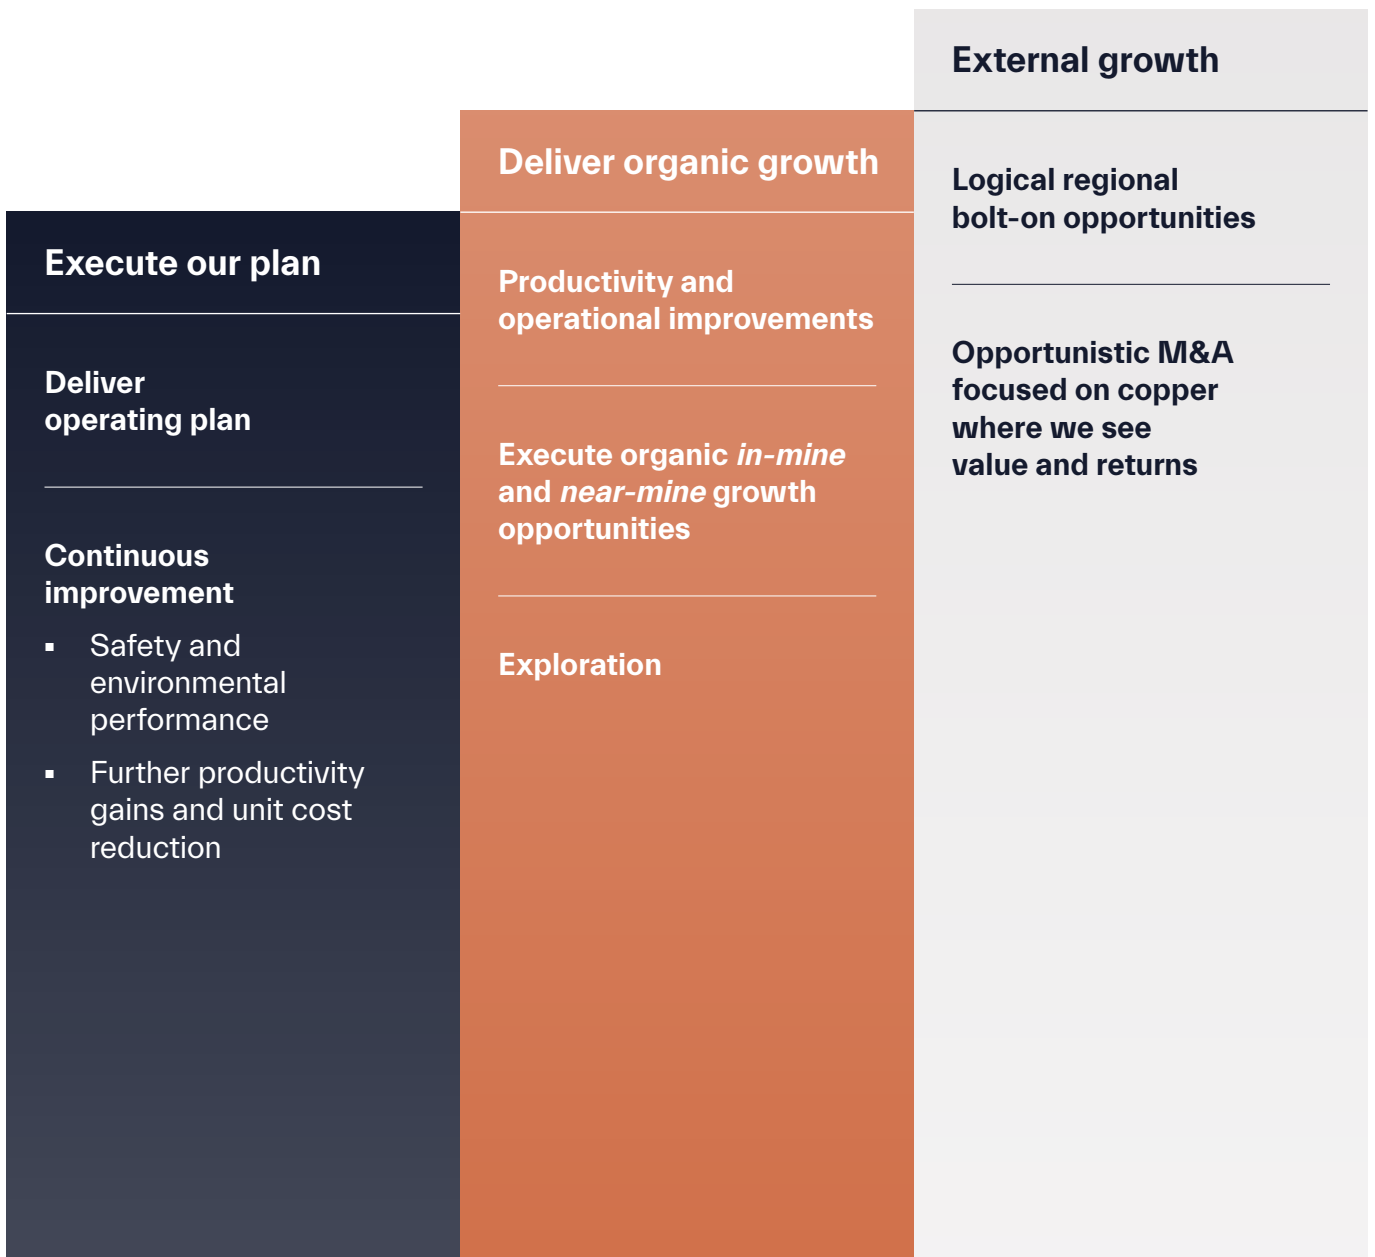 Execute our plan
Deliver
operating plan
Continuous
improvement
▪ Safety and
environmental
performance
▪ Further productivity
gains and unit cost
reduction
Deliver organic growth
Productivity and
operational improvements
Execute organic in-mine
and near-mine growth
opportunities
Exploration
External growth
Logical regional
bolt-on opportunities
Opportunistic M&A
focused on copper
where we see
value and returns